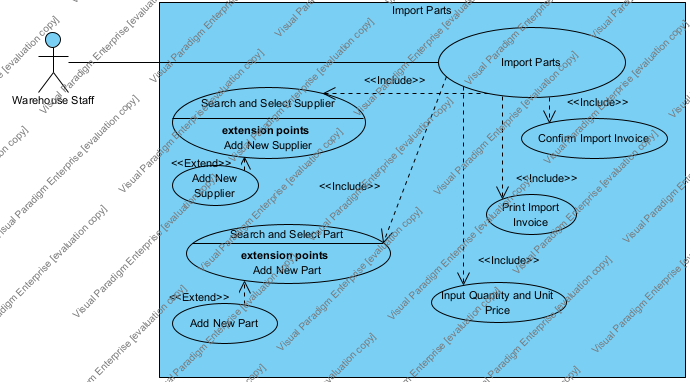 Import Parts
Warehouse Staff
Import Parts
<<Include>>
Search and Select Supplier
extension points
Add New Supplier
<<Include>>
Confirm Import Invoice
<<Extend>>
Add New
Supplier
<<Include>>
<<Include>>
Print Import
Invoice
Search and Select Part
extension points
Add New Part
<<Include>>
<<Extend>>
Input Quantity and Unit
Price
Add New Part
Visual Paradigm Enterprise [evaluation copy]